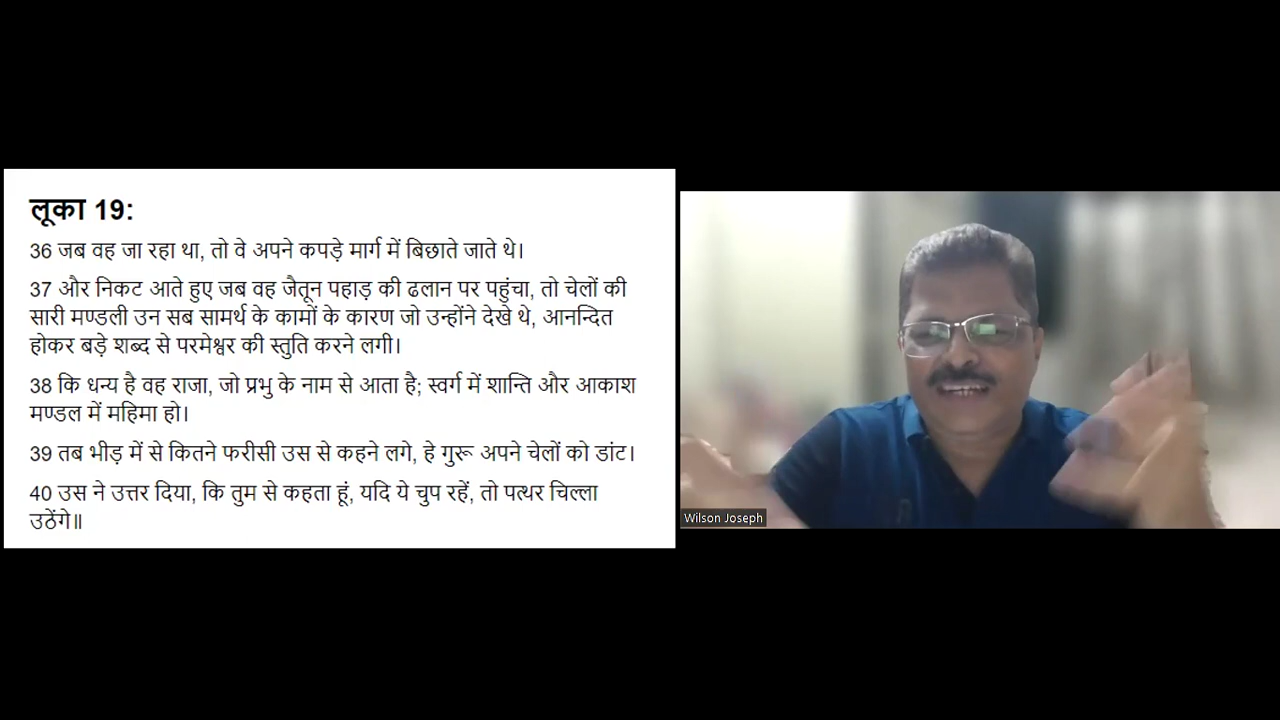 लूका 19:
36 जब वह जा रहा था, तो वे अपने कपड़े मार्ग में बिछाते जाते थे।
37 और निकट आते हुए जब वह जैतून पहाड़ की ढलान पर पहुंचा, तो चेलों की
सारी मण्डली उन सब सामर्थ के कामों के कारण जो उन्होंने देखे थे, आनन्दित
होकर बड़े शब्द से परमेश्वर की स्तुति करने लगी।
38 कि धन्य है वह राजा, जो प्रभु के नाम से आता है; स्वर्ग में शान्ति और आकाश
मण्डल में महिमा हो।
39 तब भीड़ में से कितने फरीसी उस से कहने लगे, हे गुरू अपने चेलों को डांट।
40 उस ने उत्तर दिया, कि तुम से कहता हूं, यदि ये चुप रहें, तो पत्थर चिल्ला
उठेंगे॥
Wilson Joseph